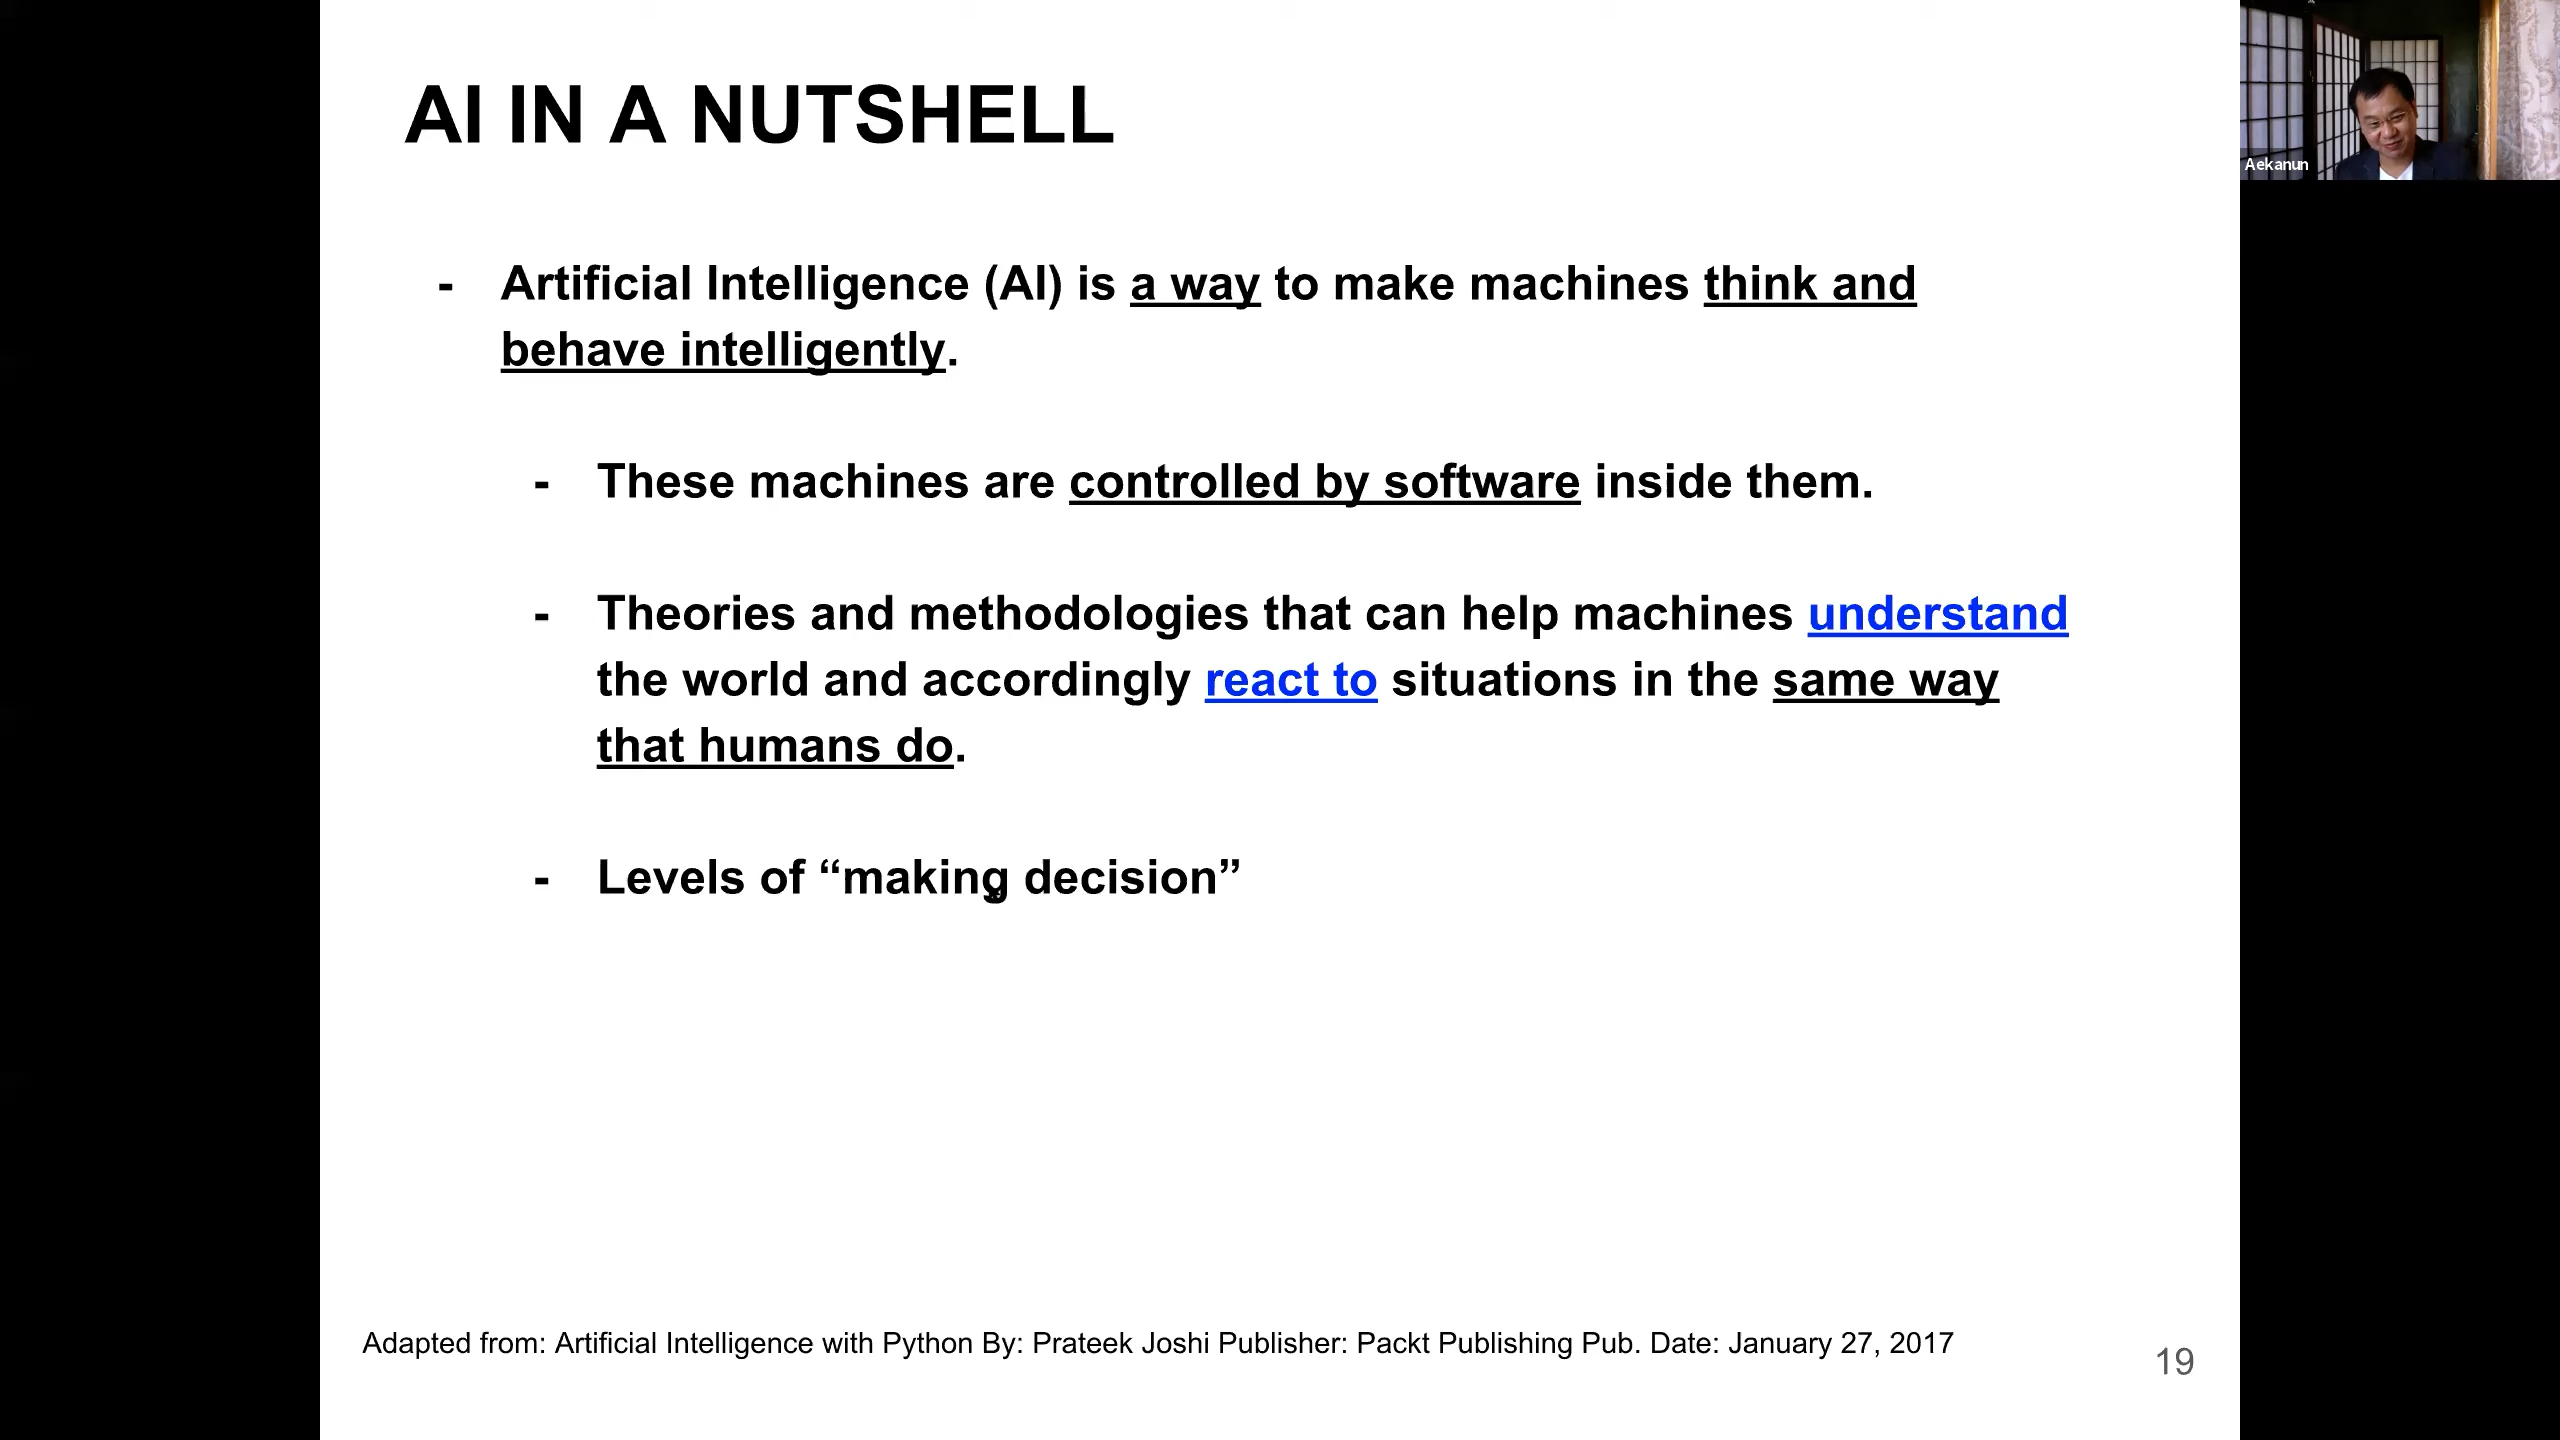 AI IN A NUTSHELL
Aekanun
- Artificial Intelligence (AI) is a way to make machines think and
behave intelligently.
- These machines are controlled by software inside them.
- Theories and methodologies that can help machines understand
the world and accordingly react to situations in the same way
that humans do.
- Levels of “making decision”
Adapted from: Artificial Intelligence with Python By: Prateek Joshi Publisher: Packt Publishing Pub. Date: January 27, 2017
19